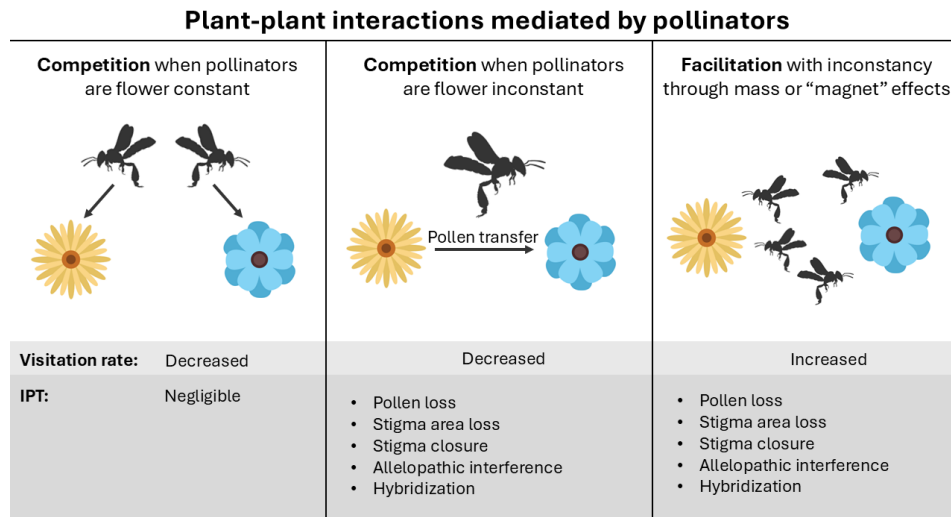 Plant-plant interactions mediated by pollinators
Competition when pollinators
are flower constant
Competition when pollinators
are flower inconstant
Pollen transfer
Facilitation with inconstancy
through mass or “magnet” effects
Visitation rate: Decreased
Decreased
Increased
IPT: Negligible
• Pollen loss
• Stigma area loss
• Stigma closure
• Allelopathic interference
• Hybridization
• Pollen loss
• Stigma area loss
• Stigma closure
• Allelopathic interference
• Hybridization